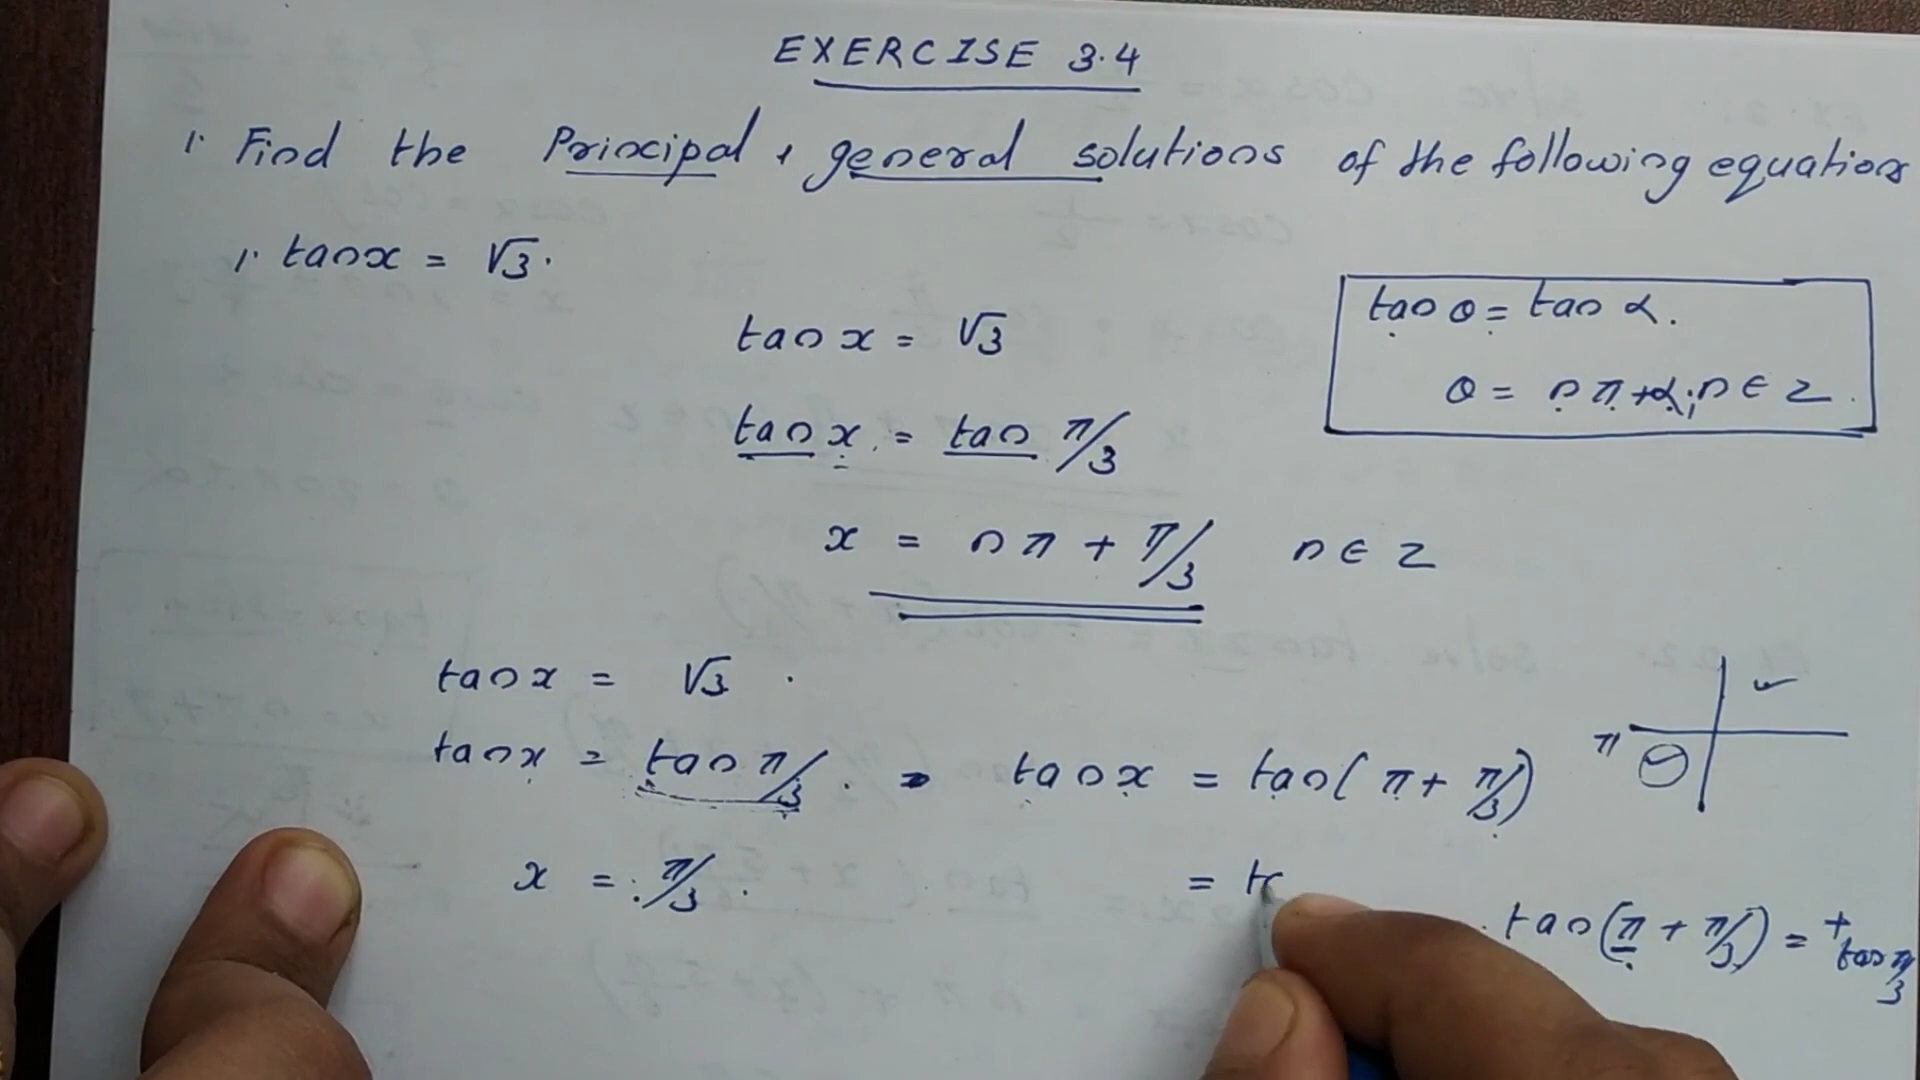 EXERCISE 3.4
1. Find the Principal & general solutions of the following equations
1. tan x = √3.
tan x = √3
tan θ = tan α.
θ = nπ + α; n ∈ Z.
tan x = tan π/3
x = nπ + π/3 n ∈ Z
tan x = √3.
tan x = tan π/3. tan x = tan(π + π/3)
π
x = π/3. = ta
tan(π + π/3) = + tan π/3